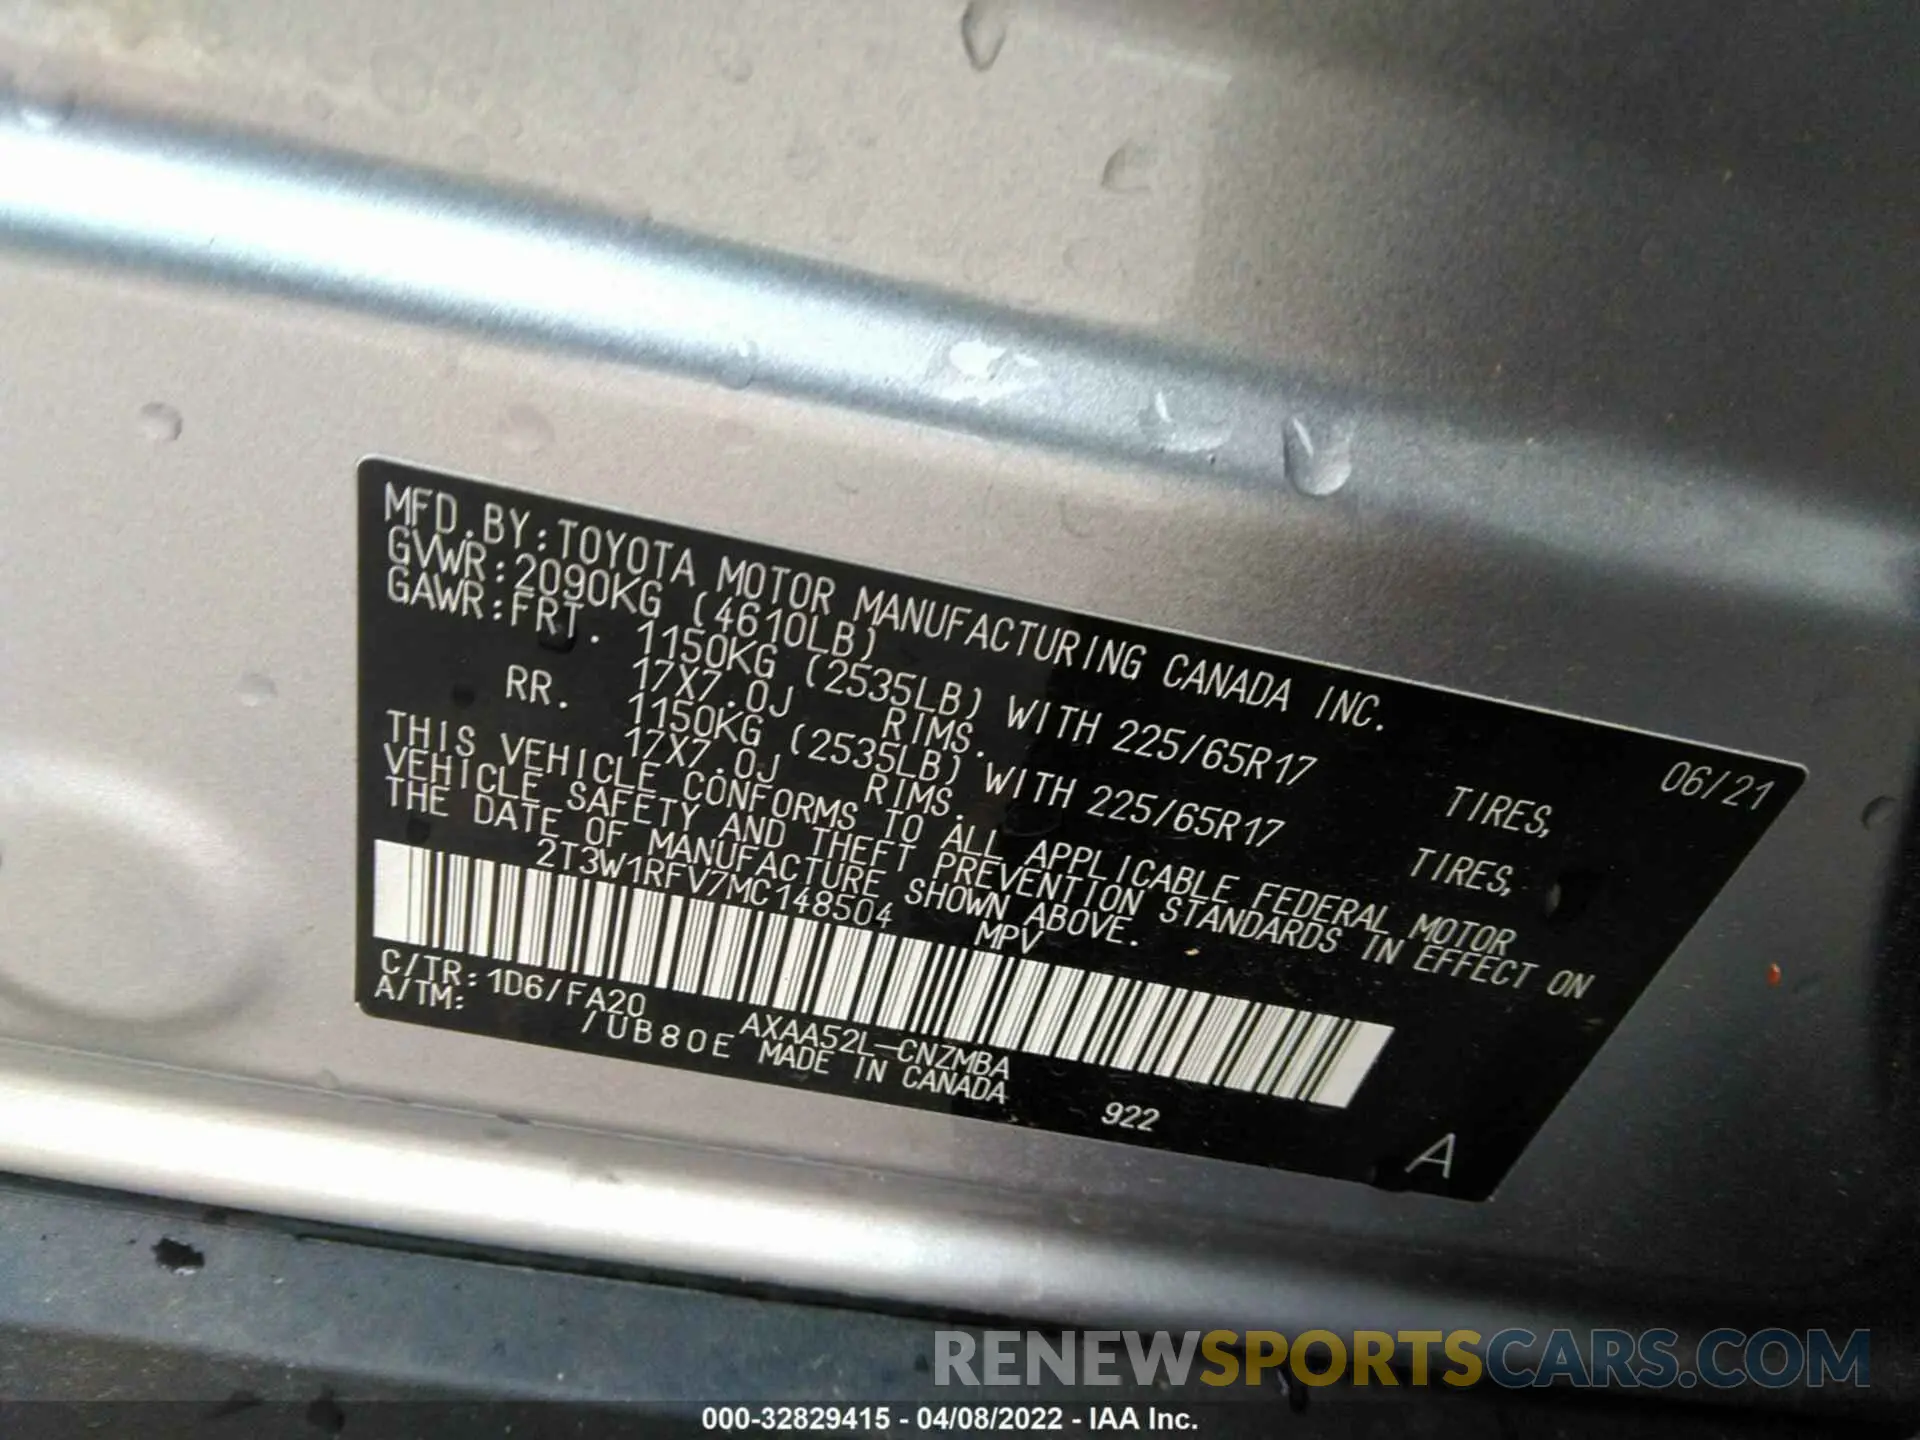 MFD.BY:TOYOTA MOTOR MANUFACTURING CANADA INC. 06/21
GVWR:2090KG (4610LB)
GAWR:FRT. 1150KG (2535LB) WITH 225/65R17 TIRES,
17X7.0J RIMS.
RR. 1150KG (2535LB) WITH 225/65R17 TIRES,
17X7.0J RIMS.
THIS VEHICLE CONFORMS TO ALL APPLICABLE FEDERAL MOTOR
VEHICLE SAFETY AND THEFT PREVENTION STANDARDS IN EFFECT ON
THE DATE OF MANUFACTURE SHOWN ABOVE.
2T3W1RFV7MC148504 MPV
C/TR:1D6/FA20 AXAA52L-CNZMBA
A/TM: /UB80E MADE IN CANADA 922
A
RENEWSPORTSCARS.COM
000-32829415 - 04/08/2022 - IAA Inc.